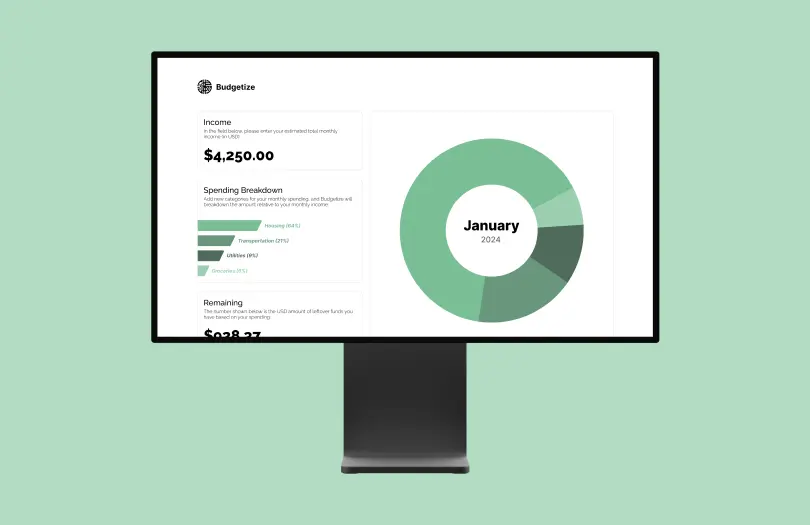 Budgetize
Income
In the field below, please enter your estimated total monthly
income (in USD)
$4,250.00
Spending Breakdown
Add new categories for your monthly spending, and Budgetize will
breakdown the amount relative to your monthly income:
Housing
Transportation (21%)
Utilities (9%)
Groceries
Remaining
The number shown below is the USD amount of leftover funds you
have based on your spending:
$928.27
January
2024